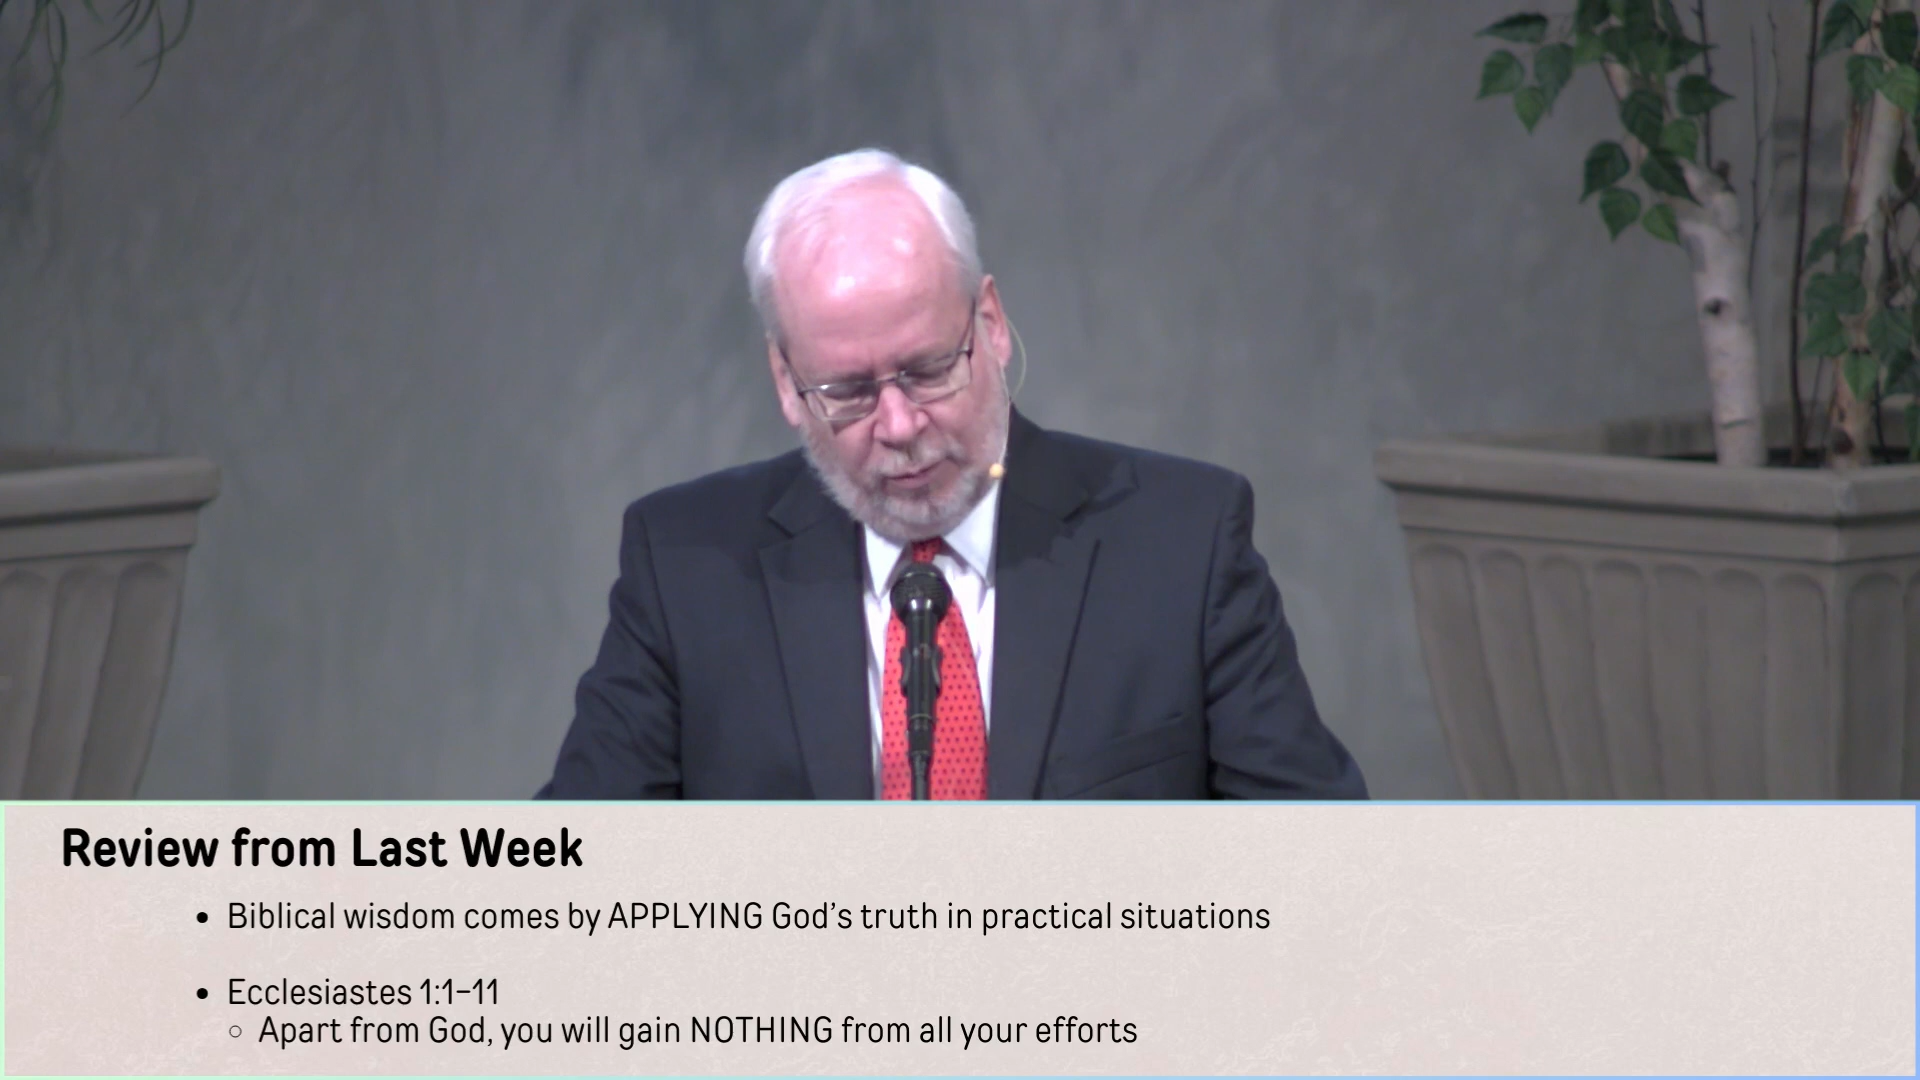 Review from Last Week
• Biblical wisdom comes by APPLYING God’s truth in practical situations
• Ecclesiastes 1:1–11
○ Apart from God, you will gain NOTHING from all your efforts